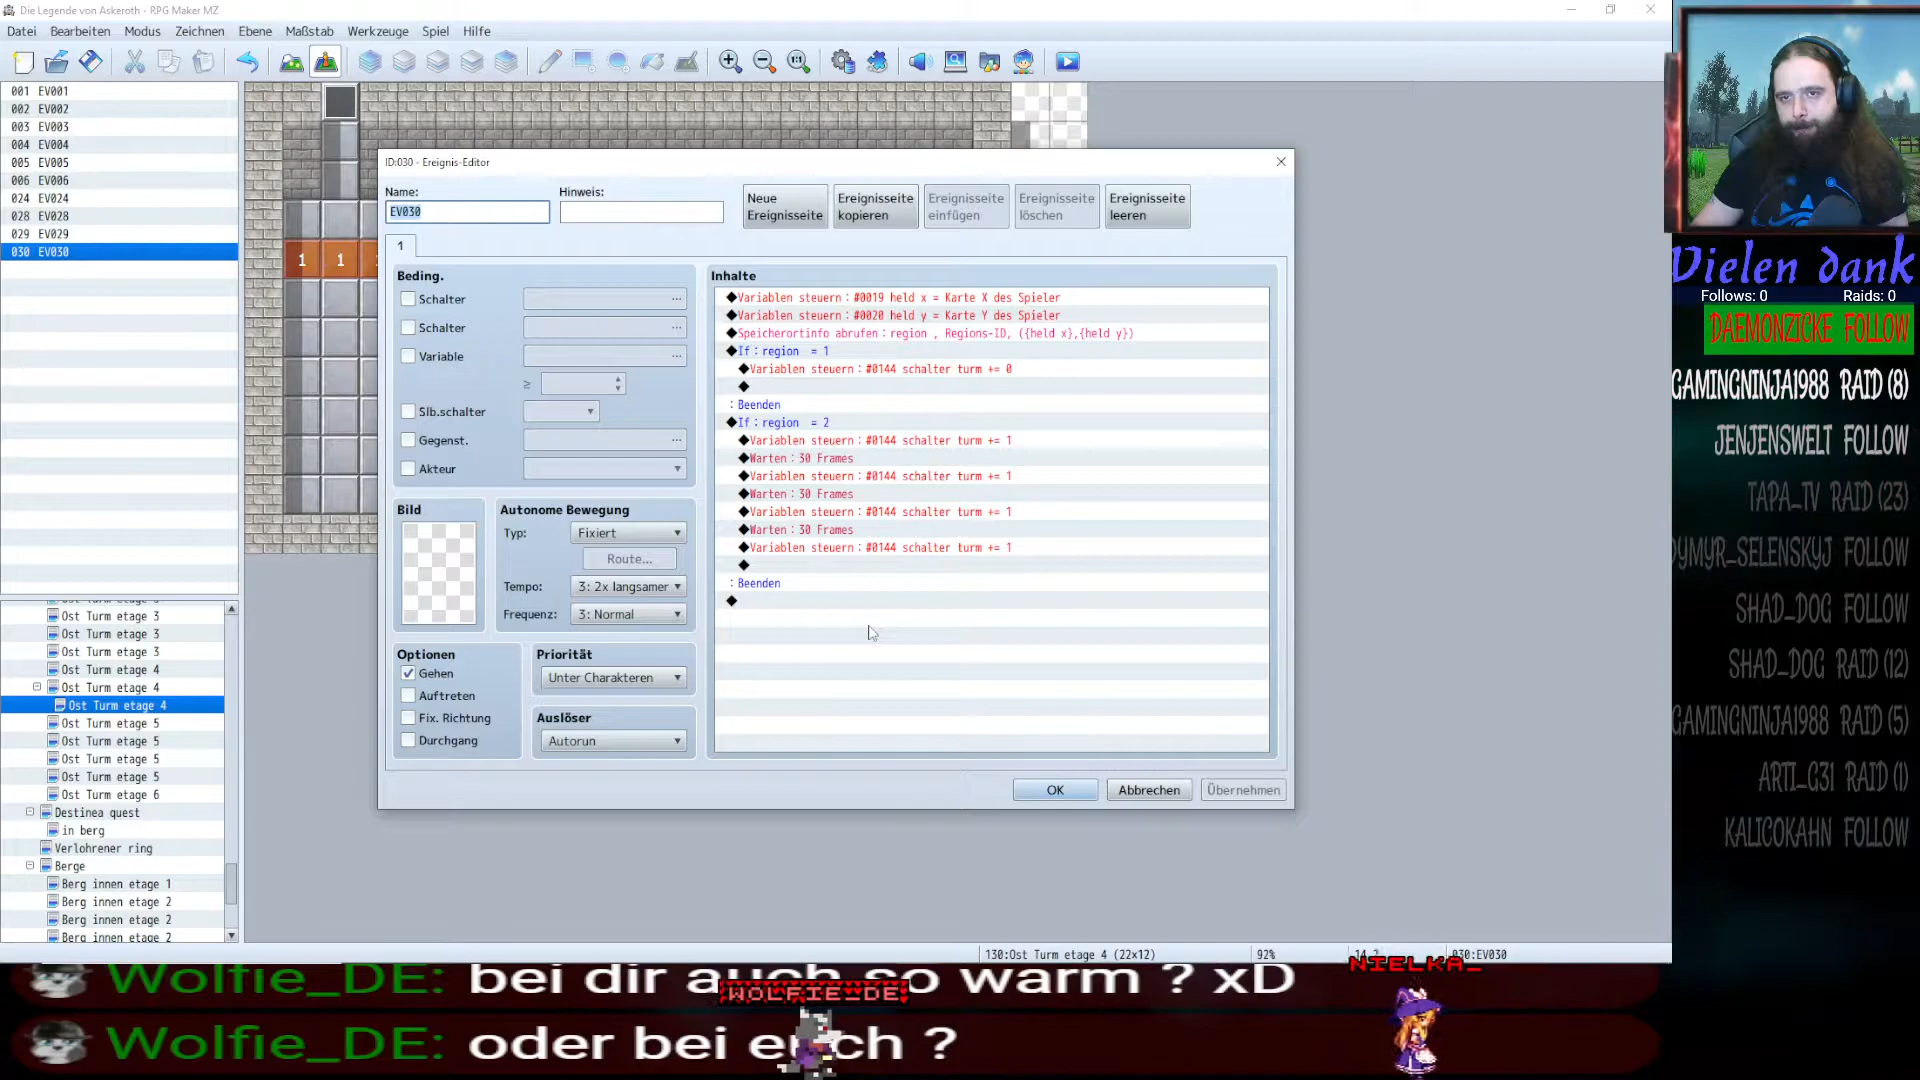 Die Legende von Askeroth - RPG Maker MZ
Datei Bearbeiten Modus Zeichnen Ebene Maßstab Werkzeuge Spiel Hilfe
001 EV001
002 EV002
003 EV003
004 EV004
005 EV005
006 EV006
024 EV024
028 EV028
029 EV029
030 EV030
1 1 1
ID:030 - Ereignis-Editor
Name:
EV030
Hinweis:
Neue Ereignisseite
Ereignisseite kopieren
Ereignisseite einfügen
Ereignisseite löschen
Ereignisseite leeren
1
Beding.
Schalter
Schalter
Variable
≥
Slb.schalter
Gegenst.
Akteur
Bild
Autonome Bewegung
Typ: Fixiert
Route...
Tempo: 3: 2x langsamer
Frequenz: 3: Normal
Optionen
Gehen
Auftreten
Fix. Richtung
Durchgang
Priorität
Unter Charakteren
Auslöser
Autorun
Inhalte
◆Variablen steuern：#0019 held x = Karte X des Spieler
◆Variablen steuern：#0020 held y = Karte Y des Spieler
◆Speicherortinfo abrufen：region , Regions-ID, ({held x},{held y})
◆If：region = 1
◆Variablen steuern：#0144 schalter turm += 0
◆
：Beenden
◆If：region = 2
◆Variablen steuern：#0144 schalter turm += 1
◆Warten：30 Frames
◆Variablen steuern：#0144 schalter turm += 1
◆Warten：30 Frames
◆Variablen steuern：#0144 schalter turm += 1
◆Warten：30 Frames
◆Variablen steuern：#0144 schalter turm += 1
◆
：Beenden
◆
OK Abbrechen Übernehmen
Ost Turm etage 3
Ost Turm etage 3
Ost Turm etage 3
Ost Turm etage 4
Ost Turm etage 4
Ost Turm etage 4
Ost Turm etage 5
Ost Turm etage 5
Ost Turm etage 5
Ost Turm etage 5
Ost Turm etage 6
Destinea quest
in berg
Verlohrener ring
Berge
Berg innen etage 1
Berg innen etage 2
Berg innen etage 2
Berg innen etage 2
130:Ost Turm etage 4 (22x12) 92% 14,2 030:EV030
Vielen dank
Follows: 0 Raids: 0
DAEMONZICKE FOLLOW
GAMINGNINJA1988 RAID (8)
JENJENSWELT FOLLOW
TAPA_TV RAID (23)
DYMYR_SELENSKYJ FOLLOW
SHAD_DOG FOLLOW
SHAD_DOG RAID (12)
GAMINGNINJA1988 RAID (5)
ARTI_G31 RAID (1)
KALICOKAHN FOLLOW
Wolfie_DE: bei dir auch so warm ? xD
WOLFIE_DE
NIELKA_
Wolfie_DE: oder bei euch ?